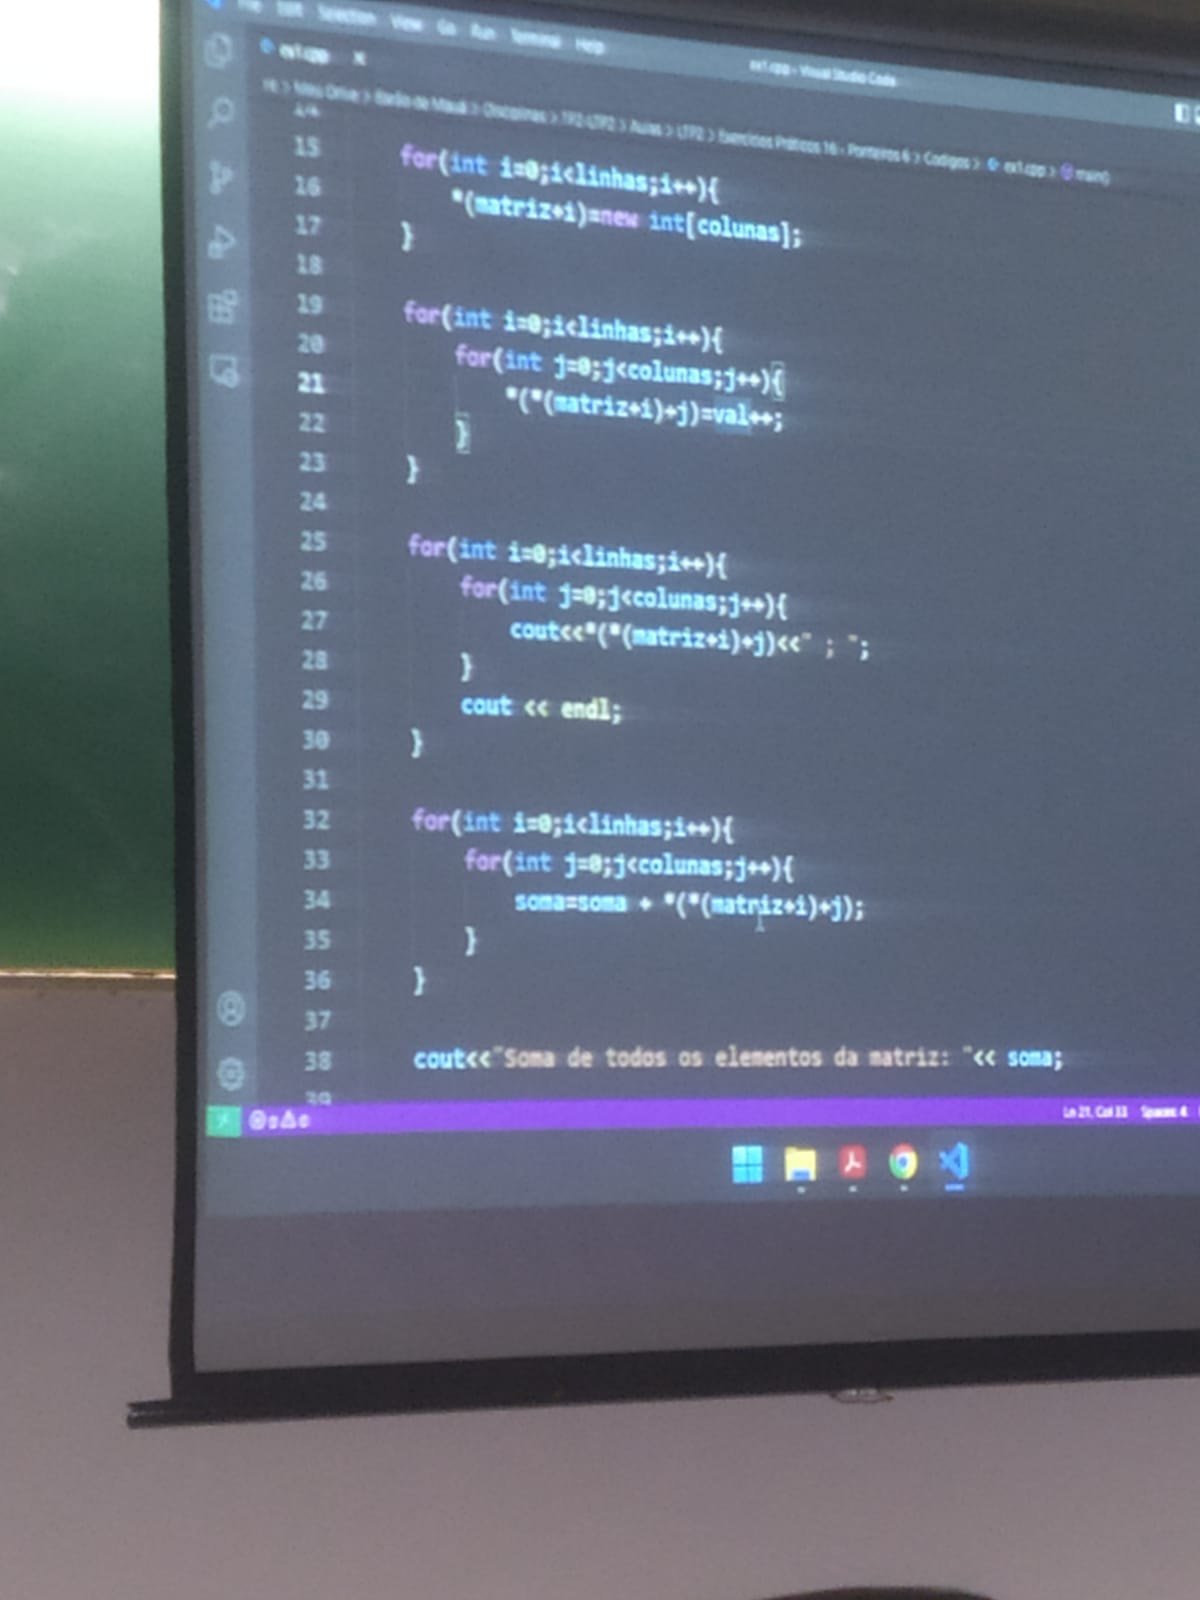 File Edit Selection View Go Run Terminal Help
ex1.cpp - Visual Studio Code
ex1.cpp
Meu Drive > Barão de Mauá > Disciplinas > TP2-LTP2 > Aulas > LTP2 > Exercícios Práticos 16 - Ponteiros 6 > Codigos > ex1.cpp > main()
14
15 for(int i=0;i<linhas;i++){
16 *(matriz+i)=new int[colunas];
17 }
18
19 for(int i=0;i<linhas;i++){
20 for(int j=0;j<colunas;j++){
21 *(*(matriz+i)+j)=val++;
22 }
23 }
24
25 for(int i=0;i<linhas;i++){
26 for(int j=0;j<colunas;j++){
27 cout<<*(*(matriz+i)+j)<<" ; ";
28 }
29 cout << endl;
30 }
31
32 for(int i=0;i<linhas;i++){
33 for(int j=0;j<colunas;j++){
34 soma=soma + *(*(matriz+i)+j);
35 }
36 }
37
38 cout<<"Soma de todos os elementos da matriz: "<< soma;
39
Ln 21, Col 33 Spaces: 4